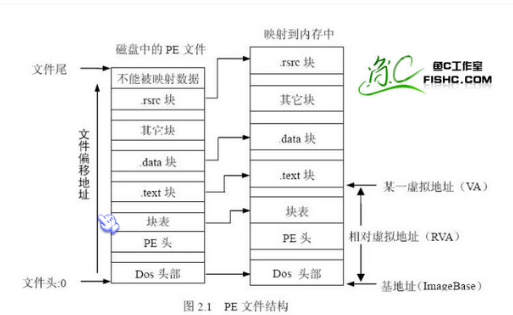 磁盘中的 PE 文件
映射到内存中
文件尾
不能被映射数据
.rsrc 块
其它块
.data 块
.text 块
块表
PE 头
Dos 头部
文件偏移地址
文件头:0
.rsrc 块
其它块
.data 块
.text 块
块表
PE 头
Dos 头部
鱼C
鱼C工作室
FISHC.COM
某一虚拟地址（VA）
相对虚拟地址（RVA）
基地址（ImageBase）
图 2.1 PE 文件结构